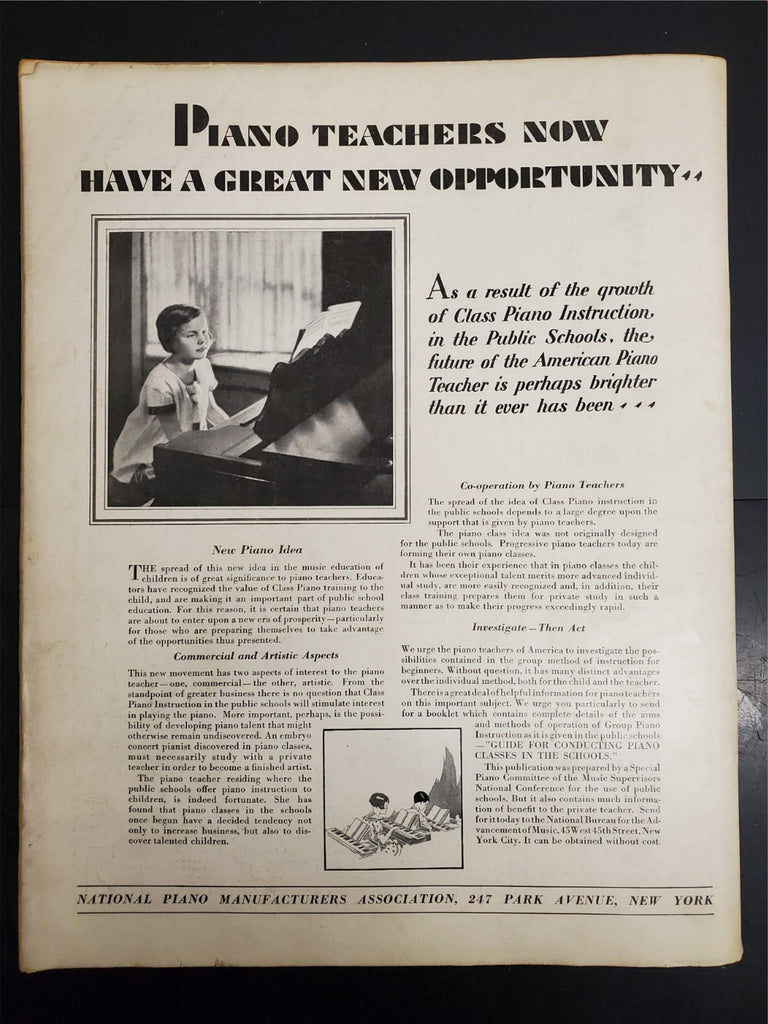 PIANO TEACHERS NOW
HAVE A GREAT NEW OPPORTUNITY
As a result of the growth
of Class Piano Instruction,
in the Public Schools, the
future of the American Piano
Teacher is perhaps brighter
than it ever has been
New Piano Idea
THE spread of this new idea in the music education of
children is of great significance to piano teachers. Educa-
tors have recognized the value of Class Piano training to the
child, and are making it an important part of public school
education. For this reason, it is certain that piano teachers
are about to enter upon a new era of prosperity—particularly
for those who are preparing themselves to take advantage
of the opportunities thus presented.
Commercial and Artistic Aspects
This new movement has two aspects of interest to the piano
teacher—one, commercial—the other, artistic. From the
standpoint of greater business there is no question that Class
Piano Instruction in the public schools will stimulate interest
in playing the piano. More important, perhaps, is the possi-
bility of developing piano talent that might
otherwise remain undiscovered. An embryo
concert pianist discovered in piano classes,
must necessarily study with a private
teacher in order to become a finished artist.
The piano teacher residing where the
public schools offer piano instruction to
children, is indeed fortunate. She has
found that piano classes in the schools
once begun have a decided tendency not
only to increase business, but also to dis-
cover talented children.
Co-operation by Piano Teachers
The spread of the idea of Class Piano instruction in
the public schools depends to a large degree upon the
support that is given by piano teachers.
The piano class idea was not originally designed
for the public schools. Progressive piano teachers today are
forming their own piano classes.
It has been their experience that in piano classes the chil-
dren whose exceptional talent merits more advanced individ-
ual study, are more easily recognized and, in addition, their
class training prepares them for private study in such a
manner as to make their progress exceedingly rapid.
Investigate—Then Act
We urge the piano teachers of America to investigate the pos-
sibilities contained in the group method of instruction for
beginners. Without question, it has many distinct advantages
over the individual method, both for the child and the teacher.
There is a great deal of helpful information for piano teachers
on this important subject. We urge you particularly to send
for a booklet which contains complete details of the aims
and methods of operation of Group Piano
Instruction as it is given in the public schools
—"GUIDE FOR CONDUCTING PIANO
CLASSES IN THE SCHOOLS."
This publication was prepared by a Special
Piano Committee of the Music Supervisors
National Conference for the use of public
schools. But it also contains much informa-
tion of benefit to the private teacher. Send
for it today to the National Bureau for the Ad-
vancement of Music, 45 West 45th Street, New
York City. It can be obtained without cost.
NATIONAL PIANO MANUFACTURERS ASSOCIATION, 247 PARK AVENUE, NEW YORK